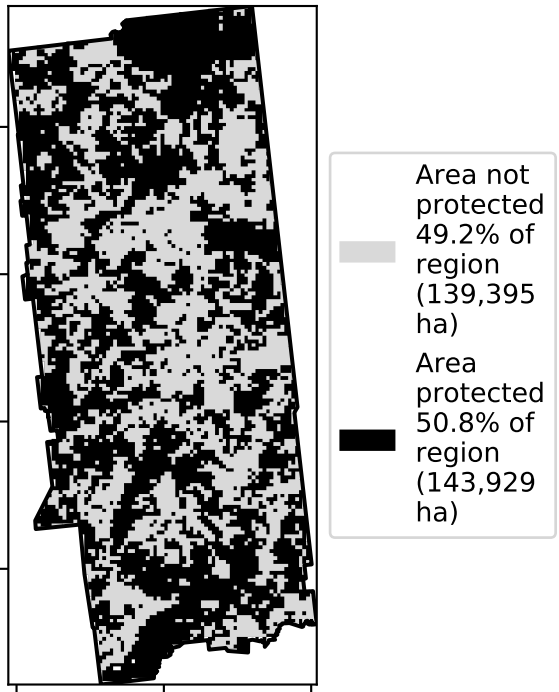 Area not
protected
49.2% of
region
(139,395
ha)
Area
protected
50.8% of
region
(143,929
ha)